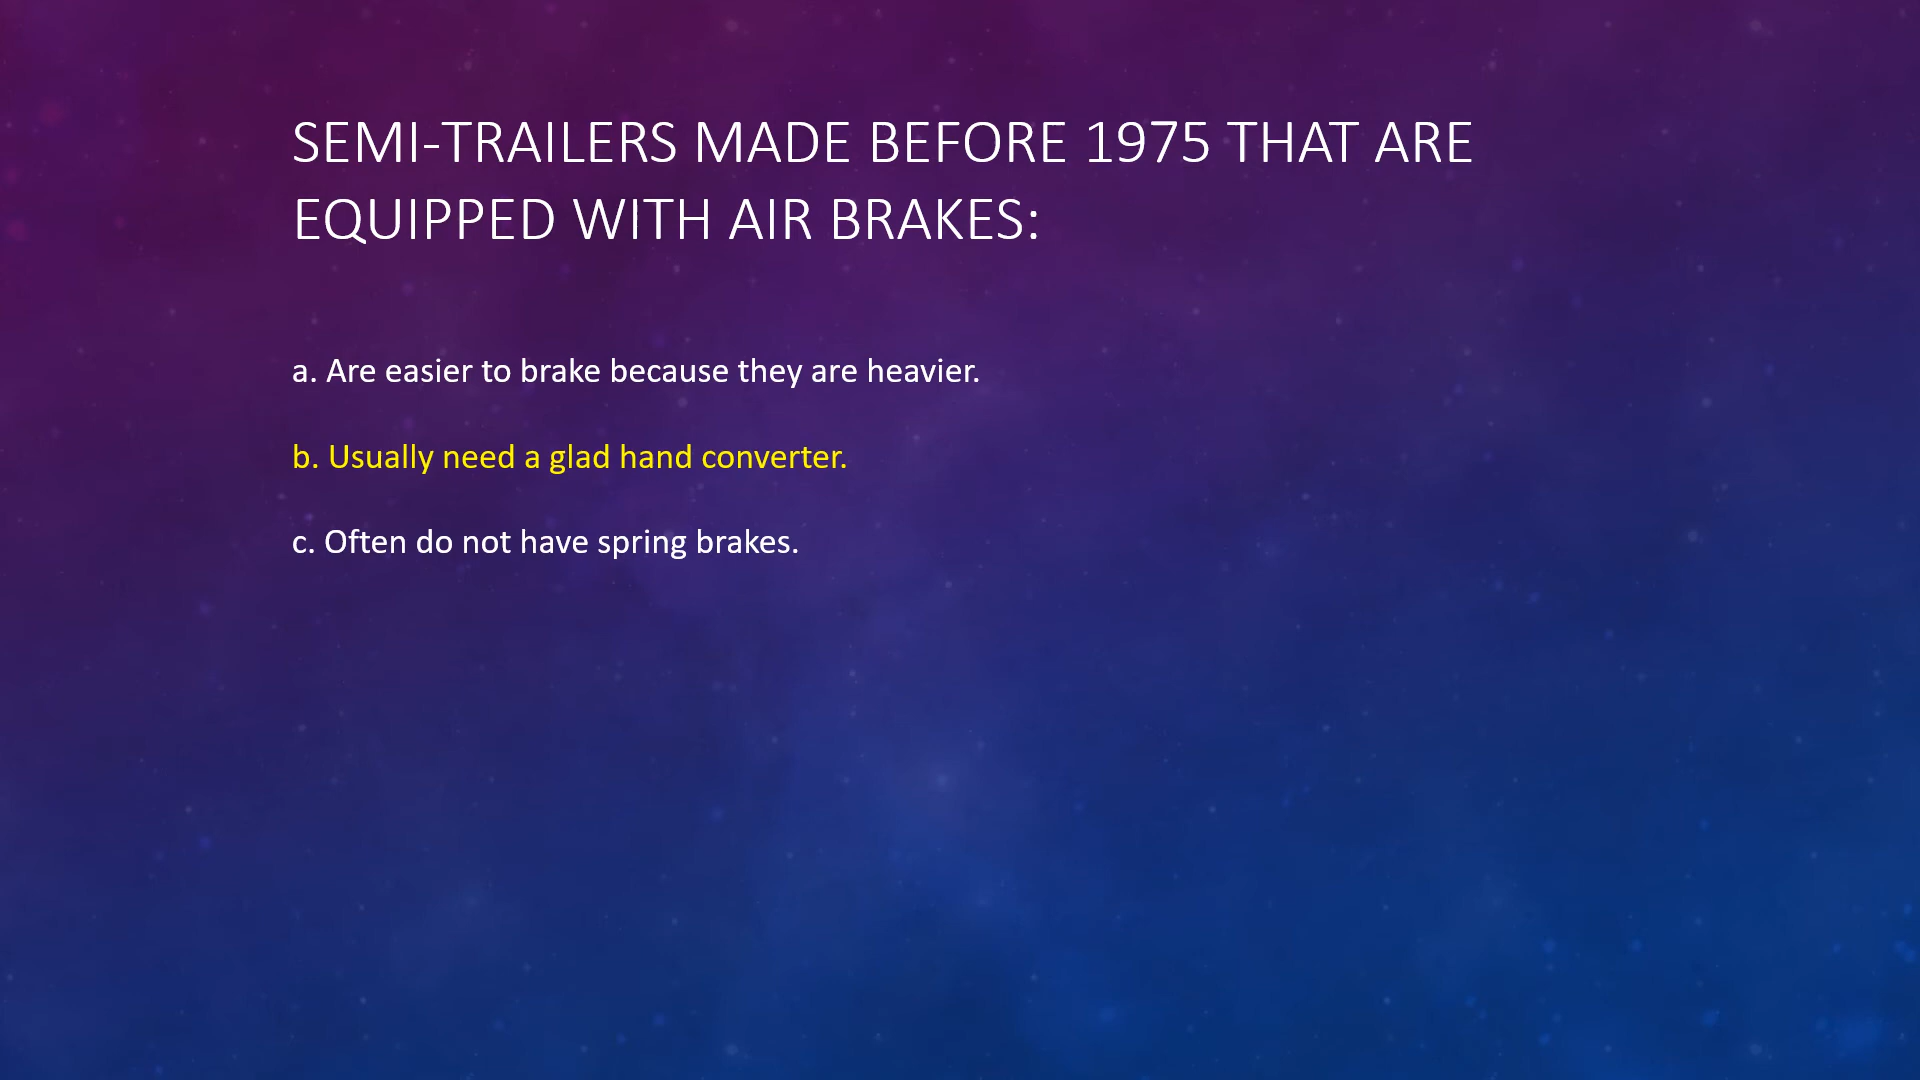 SEMI-TRAILERS MADE BEFORE 1975 THAT ARE
EQUIPPED WITH AIR BRAKES:
a. Are easier to brake because they are heavier.
b. Usually need a glad hand converter.
c. Often do not have spring brakes.